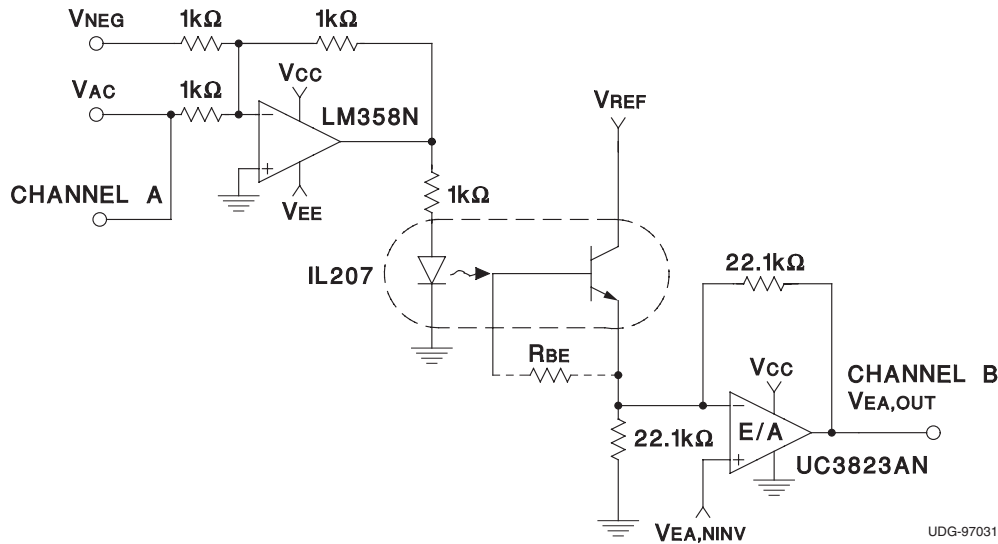 VNEG
1kΩ
1kΩ
VAC
1kΩ
VCC
LM358N
VREF
CHANNEL A
VEE
1kΩ
IL207
22.1kΩ
RBE
VCC
CHANNEL B
VEA,OUT
22.1kΩ
E/A
UC3823AN
VEA,NINV
UDG-97031